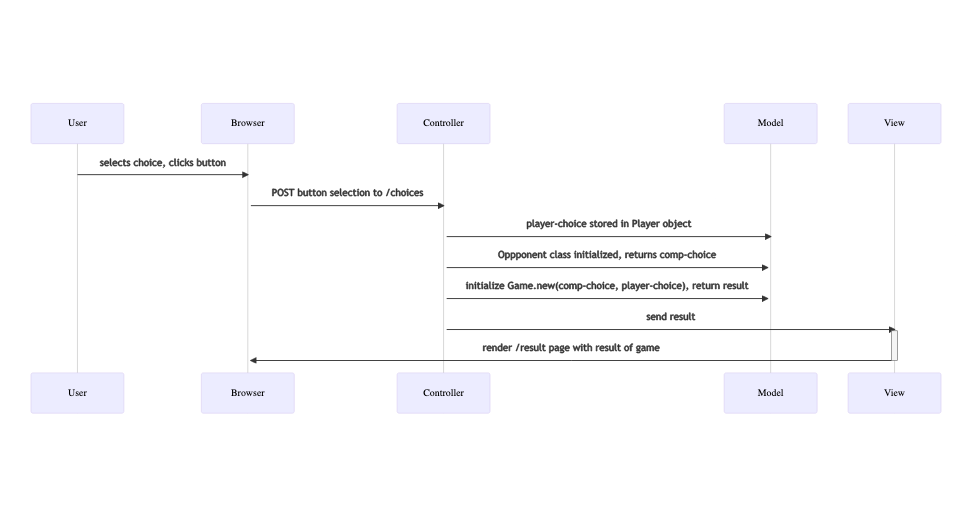 User Browser Controller Model View
selects choice, clicks button
POST button selection to /choices
player-choice stored in Player object
Oppponent class initialized, returns comp-choice
initialize Game.new(comp-choice, player-choice), return result
send result
render /result page with result of game
User Browser Controller Model View